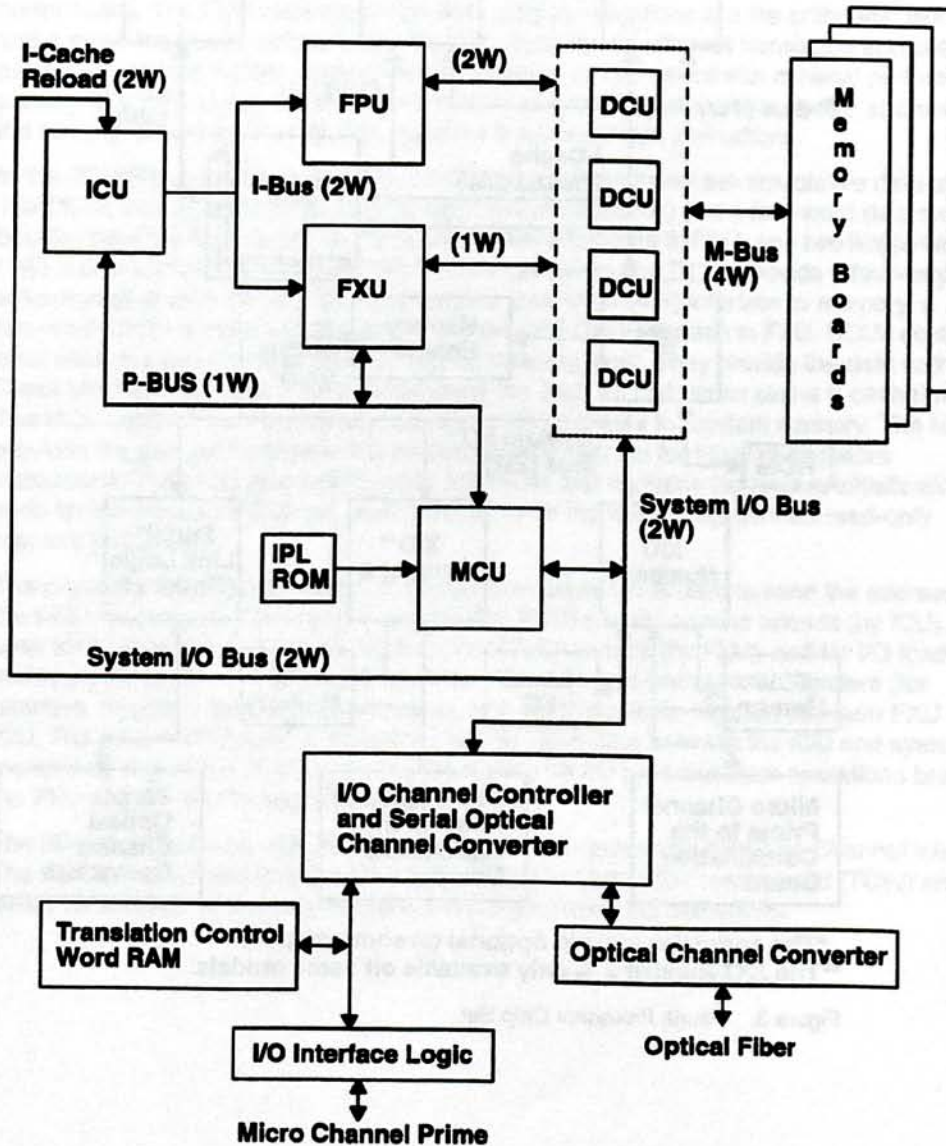 I-Cache
Reload (2W)
ICU
FPU
(2W)
I-Bus (2W)
FXU
(1W)
DCU
DCU
DCU
DCU
M-Bus
(4W)
Memory Boards
P-BUS (1W)
System I/O Bus
(2W)
IPL
ROM
MCU
System I/O Bus (2W)
I/O Channel Controller
and Serial Optical
Channel Converter
Translation Control
Word RAM
Optical Channel Converter
I/O Interface Logic
Optical Fiber
Micro Channel Prime